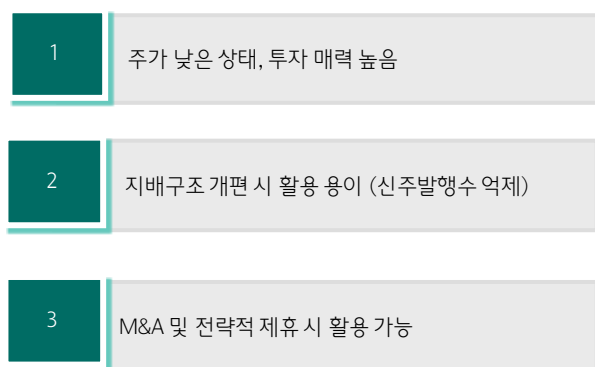 1
주가 낮은 상태, 투자 매력 높음
2
지배구조 개편 시 활용 용이 (신주발행수 억제)
3
M&A 및 전략적 제휴 시 활용 가능